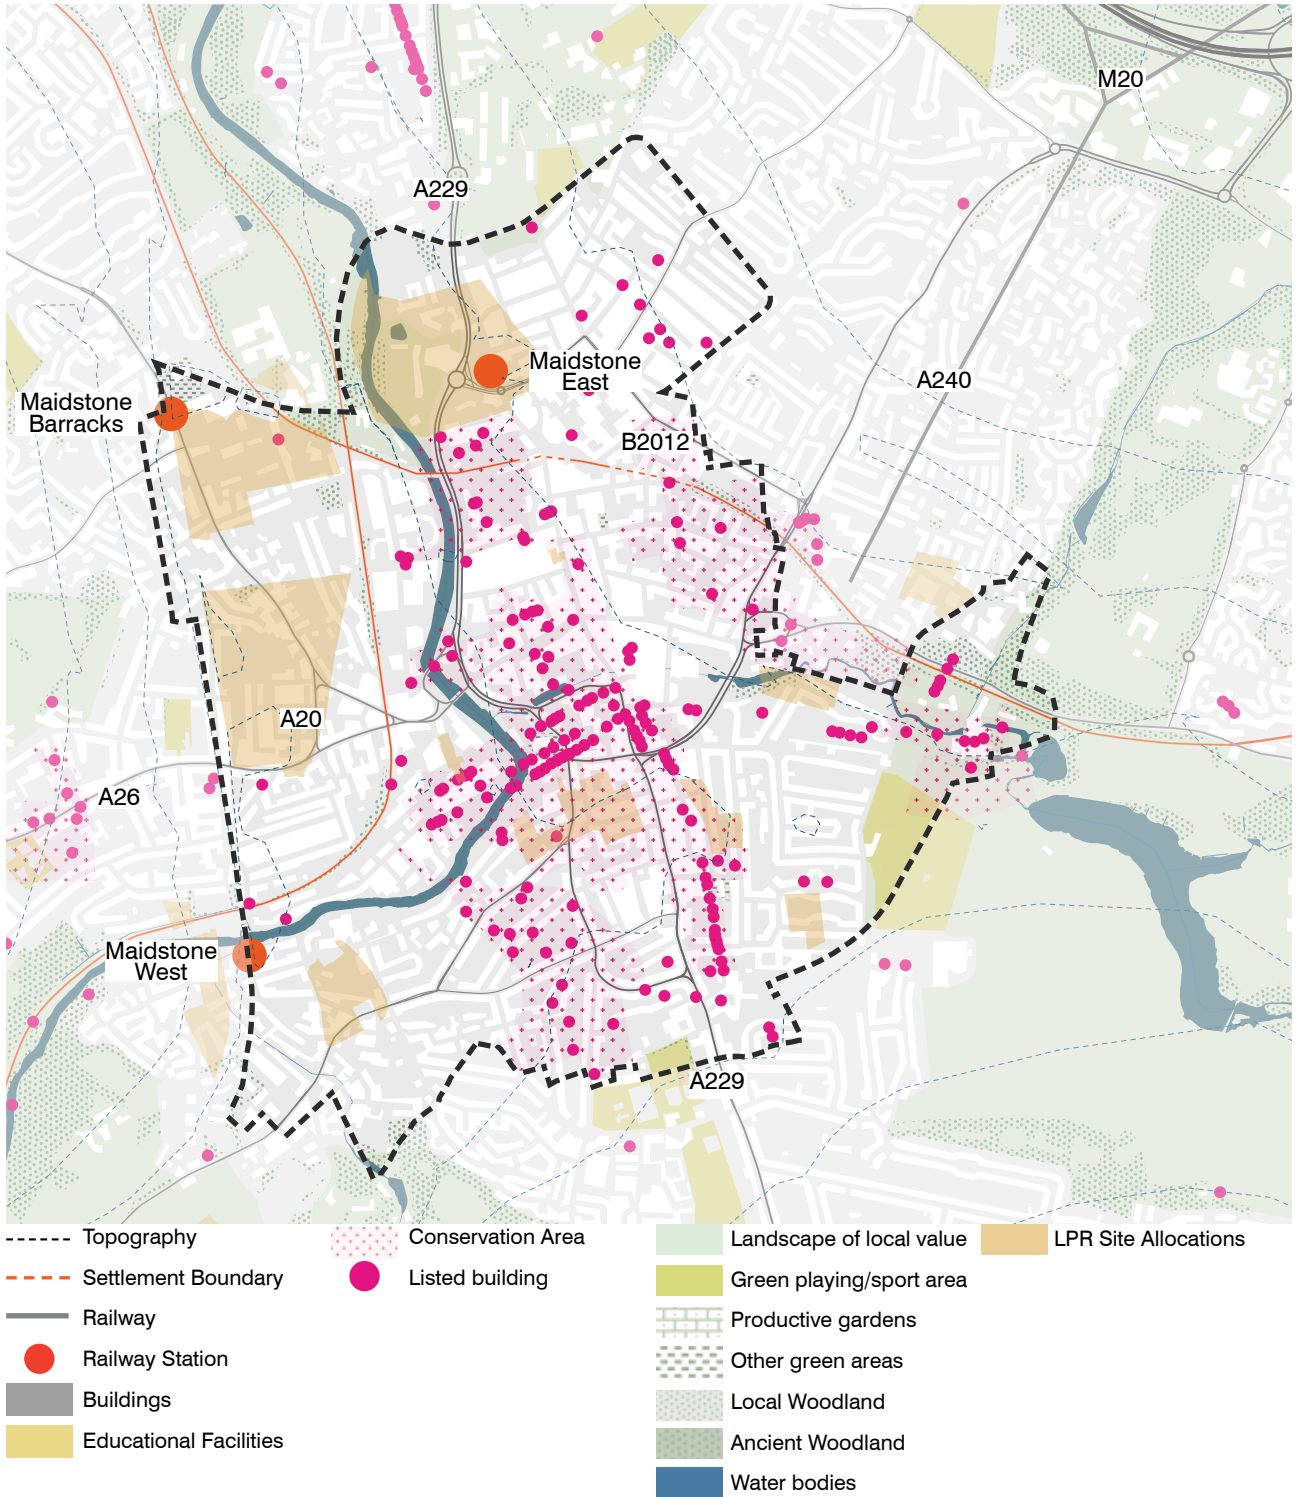 M20
A229
Maidstone
East
A240
Maidstone
Barracks
B2012
A20
A26
Maidstone
West
A229
Topography
Settlement Boundary
Railway
Railway Station
Buildings
Educational Facilities
Conservation Area
Listed building
Landscape of local value
Green playing/sport area
Productive gardens
Other green areas
Local Woodland
Ancient Woodland
Water bodies
LPR Site Allocations